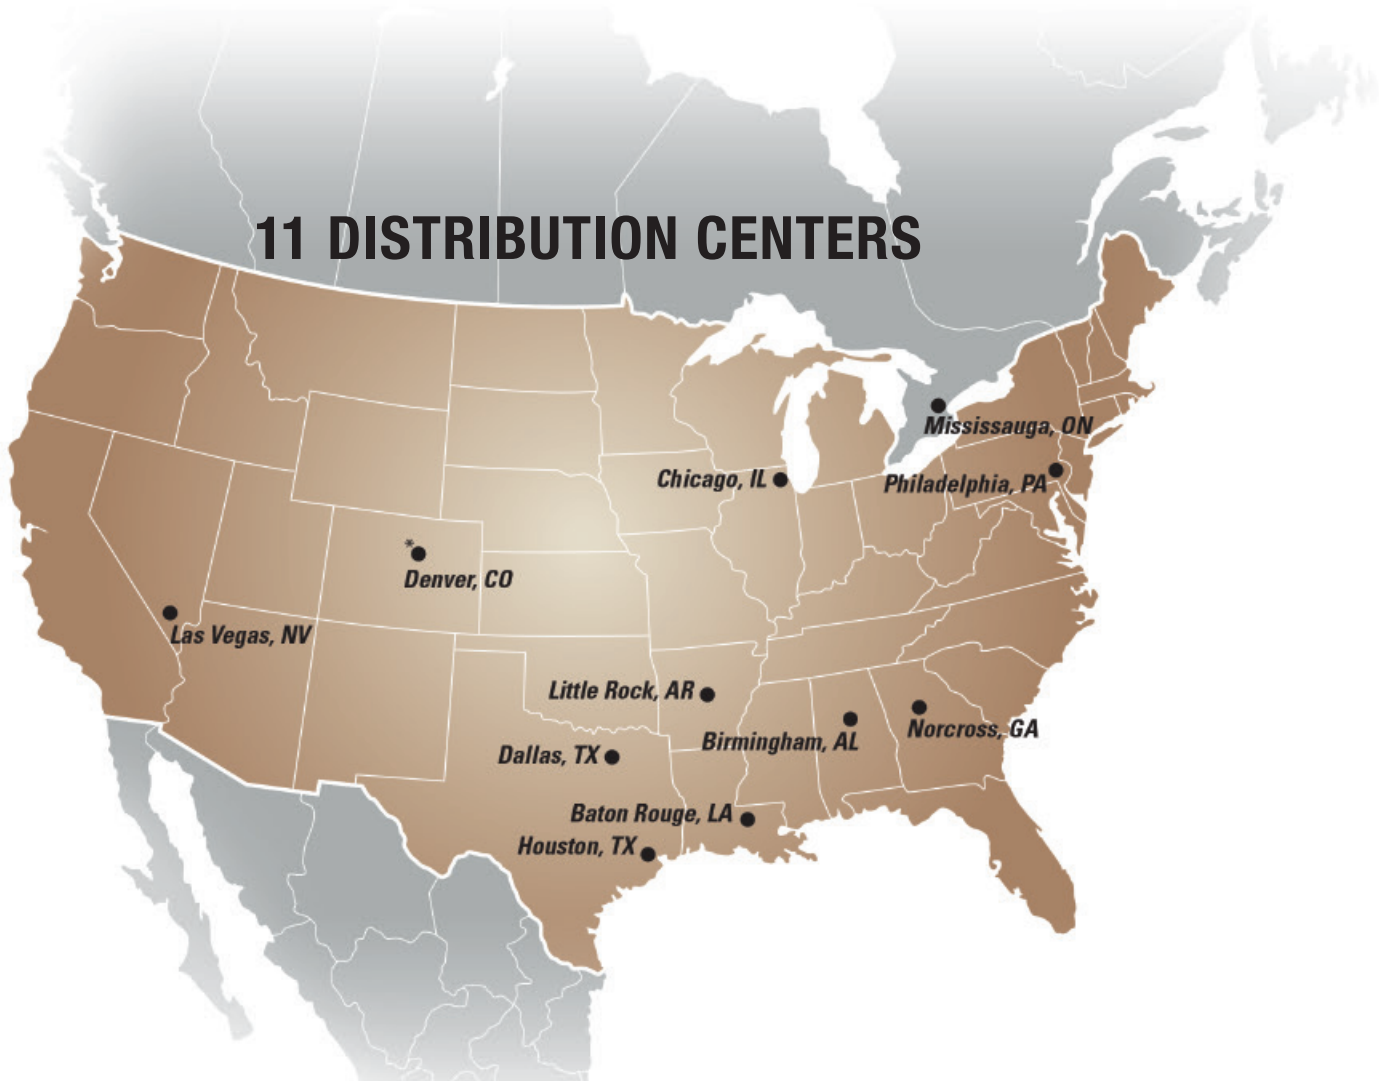 11 DISTRIBUTION CENTERS
Mississauga, ON
Chicago, IL
Philadelphia, PA
*
Denver, CO
Las Vegas, NV
Little Rock, AR
Norcross, GA
Birmingham, AL
Dallas, TX
Baton Rouge, LA
Houston, TX